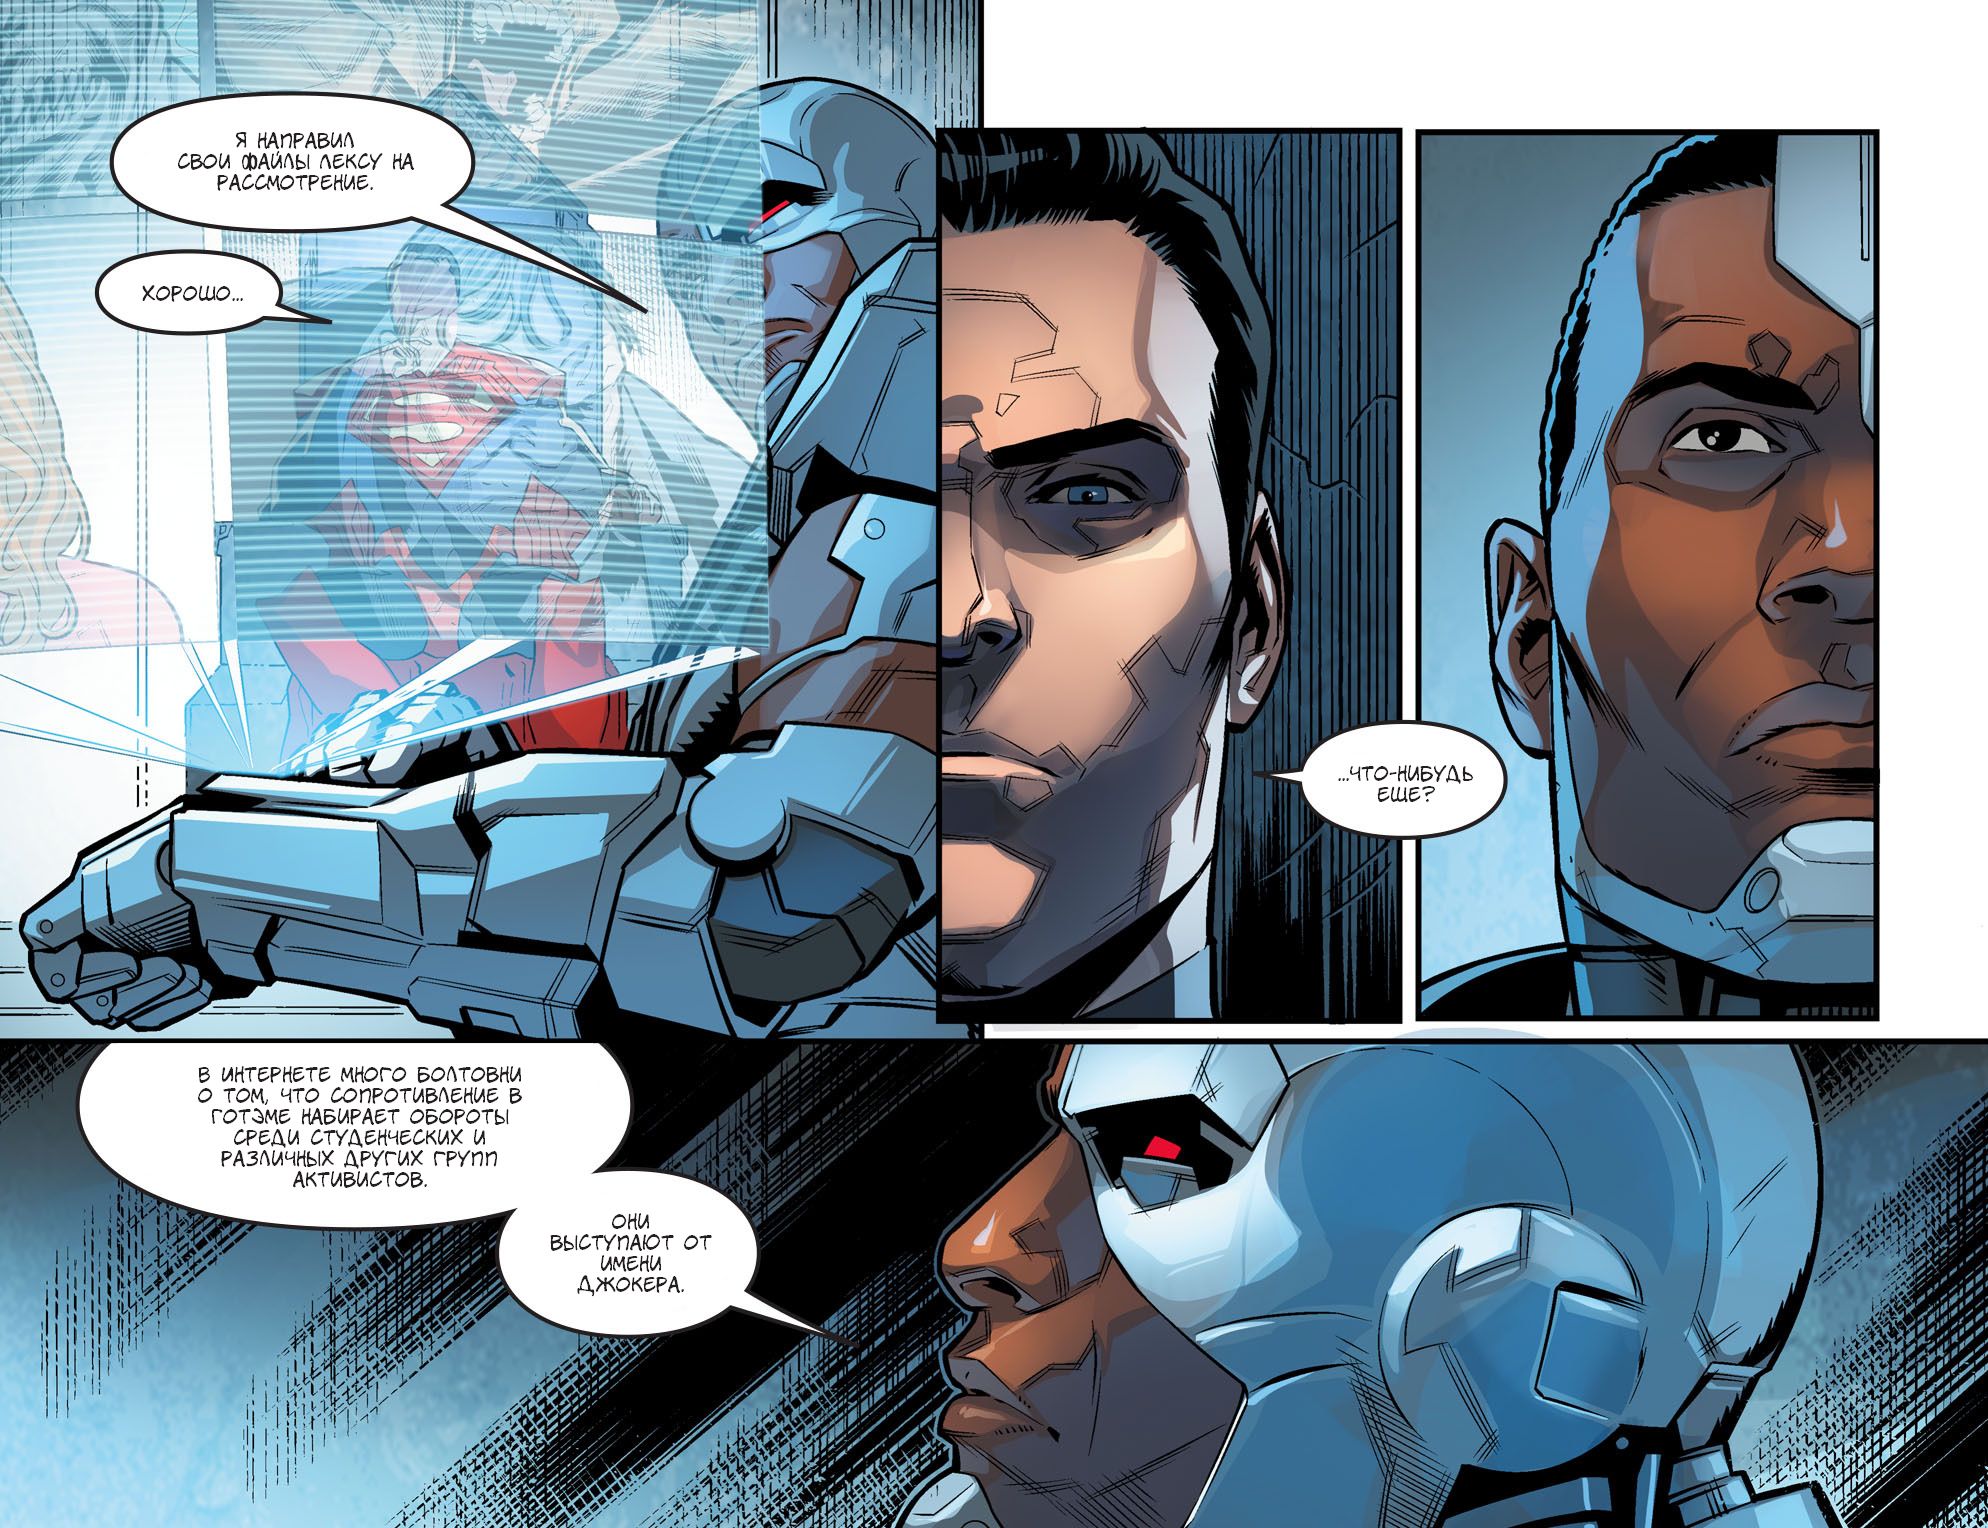 Я НАПРАВИЛ
СВОИ ФАЙЛЫ ЛЕКСУ НА
РАССМОТРЕНИЕ.
ХОРОШО...
...ЧТО-НИБУДЬ
ЕШЕ?
В ИНТЕРНЕТЕ МНОГО БОЛТОВНИ
О ТОМ, ЧТО СОПРОТИВЛЕНИЕ В
ГОТЭМЕ НАБИРАЕТ ОБОРОТЫ
СРЕДИ СТУДЕНЧЕСКИХ И
РАЗЛИЧНЫХ ДРУГИХ ГРУПП
АКТИВИСТОВ.
ОНИ
ВЫСТУПАЮТ ОТ
ИМЕНИ
ДЖОКЕРА.